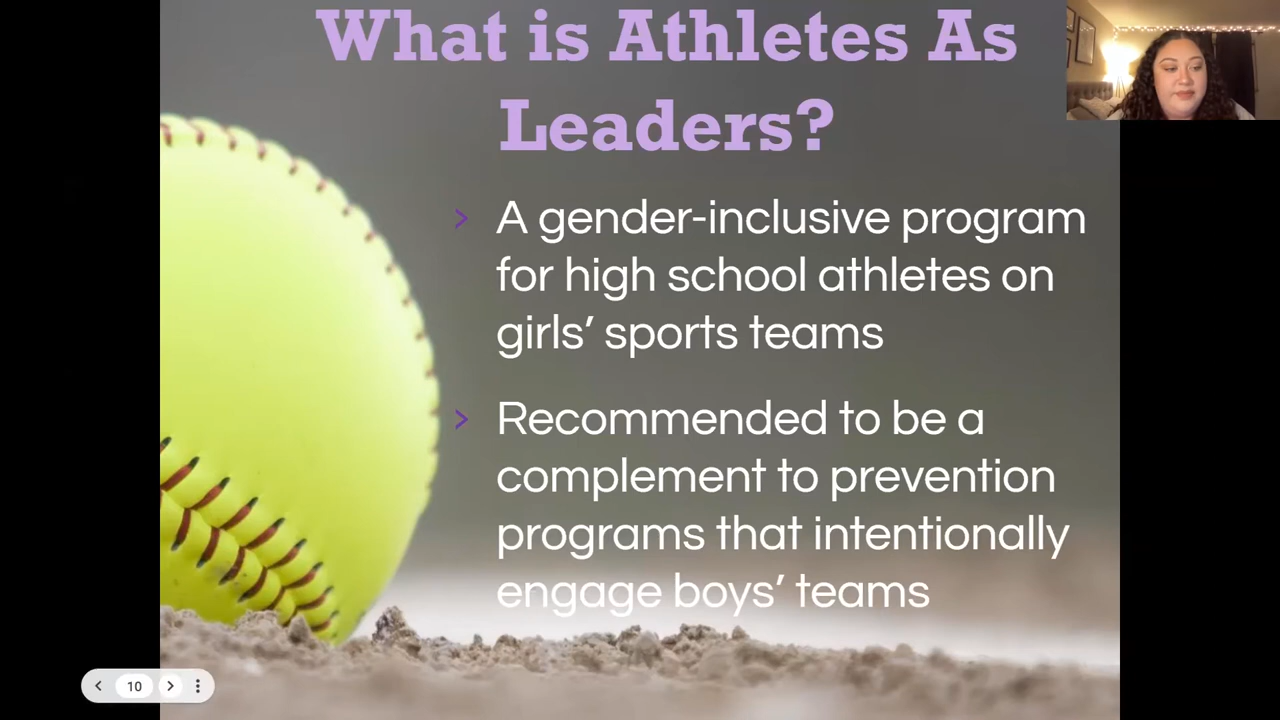 What is Athletes As
Leaders?
› A gender-inclusive program
for high school athletes on
girls’ sports teams
› Recommended to be a
complement to prevention
programs that intentionally
engage boys’ teams
10